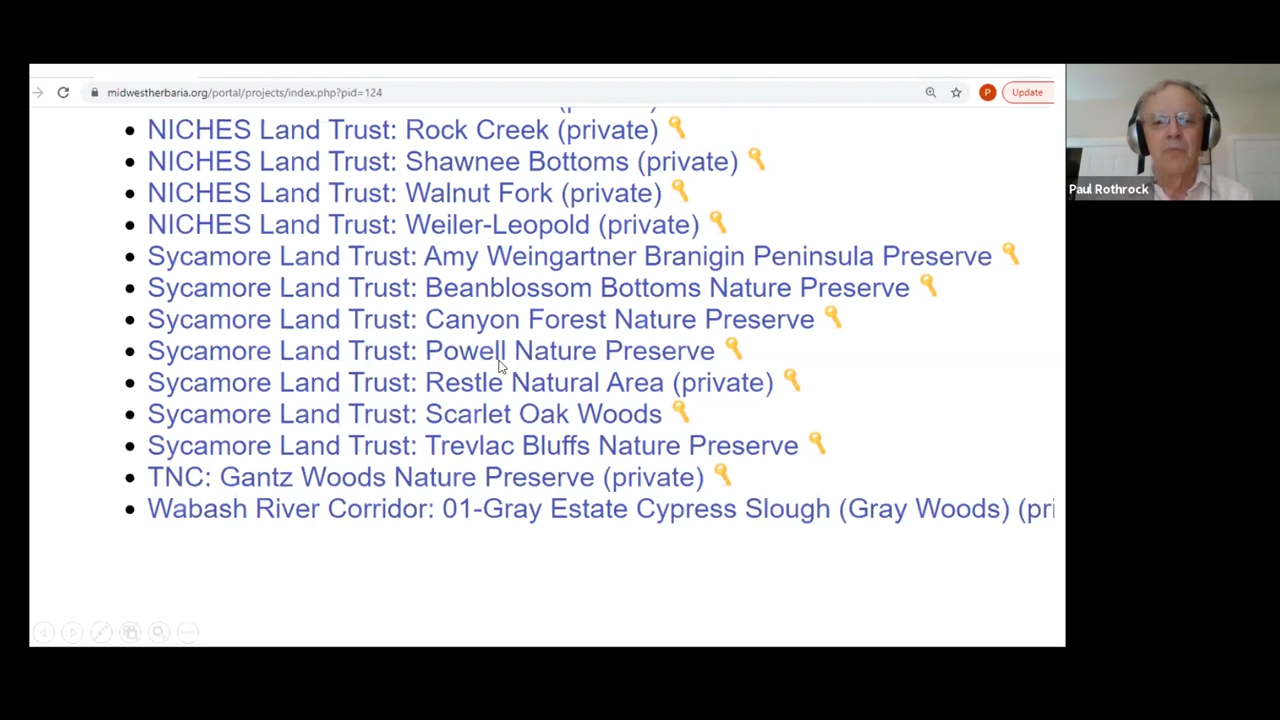 midwestherbaria.org/portal/projects/index.php?pid=124
P
Update
NICHES Land Trust: Rock Creek (private)
NICHES Land Trust: Shawnee Bottoms (private)
NICHES Land Trust: Walnut Fork (private)
NICHES Land Trust: Weiler-Leopold (private)
Sycamore Land Trust: Amy Weingartner Branigin Peninsula Preserve
Sycamore Land Trust: Beanblossom Bottoms Nature Preserve
Sycamore Land Trust: Canyon Forest Nature Preserve
Sycamore Land Trust: Powell Nature Preserve
Sycamore Land Trust: Restle Natural Area (private)
Sycamore Land Trust: Scarlet Oak Woods
Sycamore Land Trust: Trevlac Bluffs Nature Preserve
TNC: Gantz Woods Nature Preserve (private)
Wabash River Corridor: 01-Gray Estate Cypress Slough (Gray Woods) (pri
Paul Rothrock